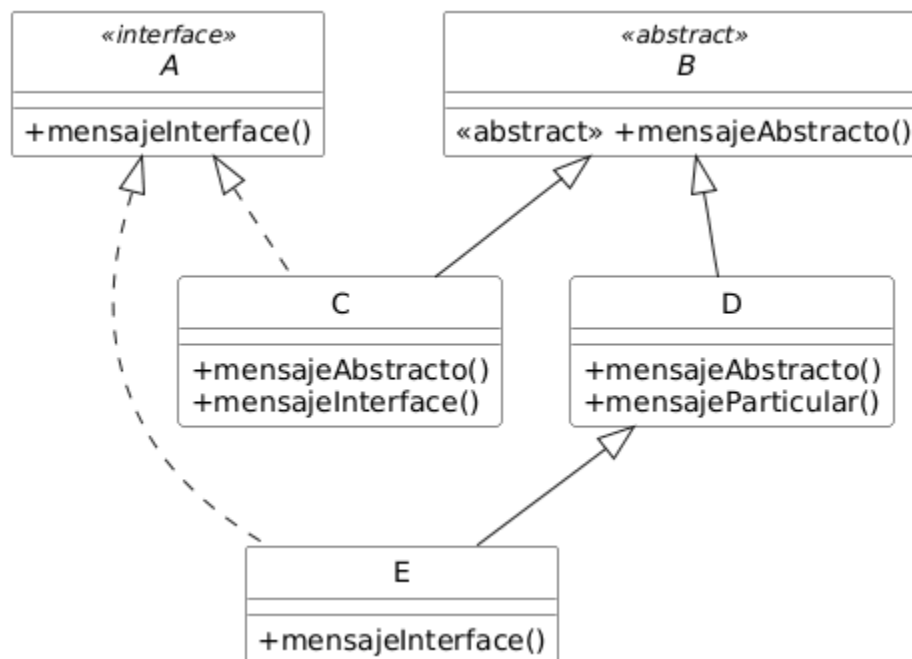 «interface»
A
+mensajeInterface()
«abstract»
B
«abstract» +mensajeAbstracto()
C
+mensajeAbstracto()
+mensajeInterface()
D
+mensajeAbstracto()
+mensajeParticular()
E
+mensajeInterface()